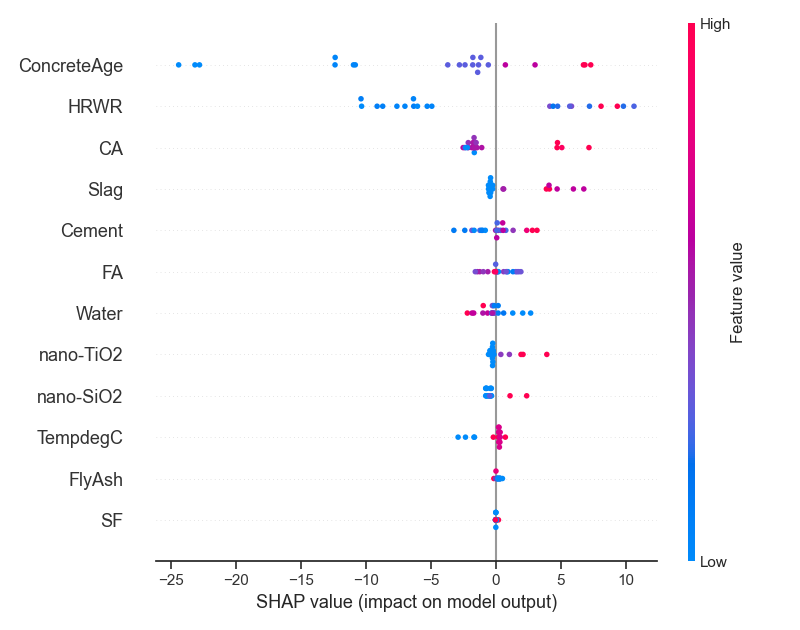 High
ConcreteAge
HRWR
CA
Slag
Cement
FA
Water
nano-TiO2
nano-SiO2
TempdegC
FlyAsh
SF
Feature value
Low
−25 −20 −15 −10 −5 0 5 10
SHAP value (impact on model output)